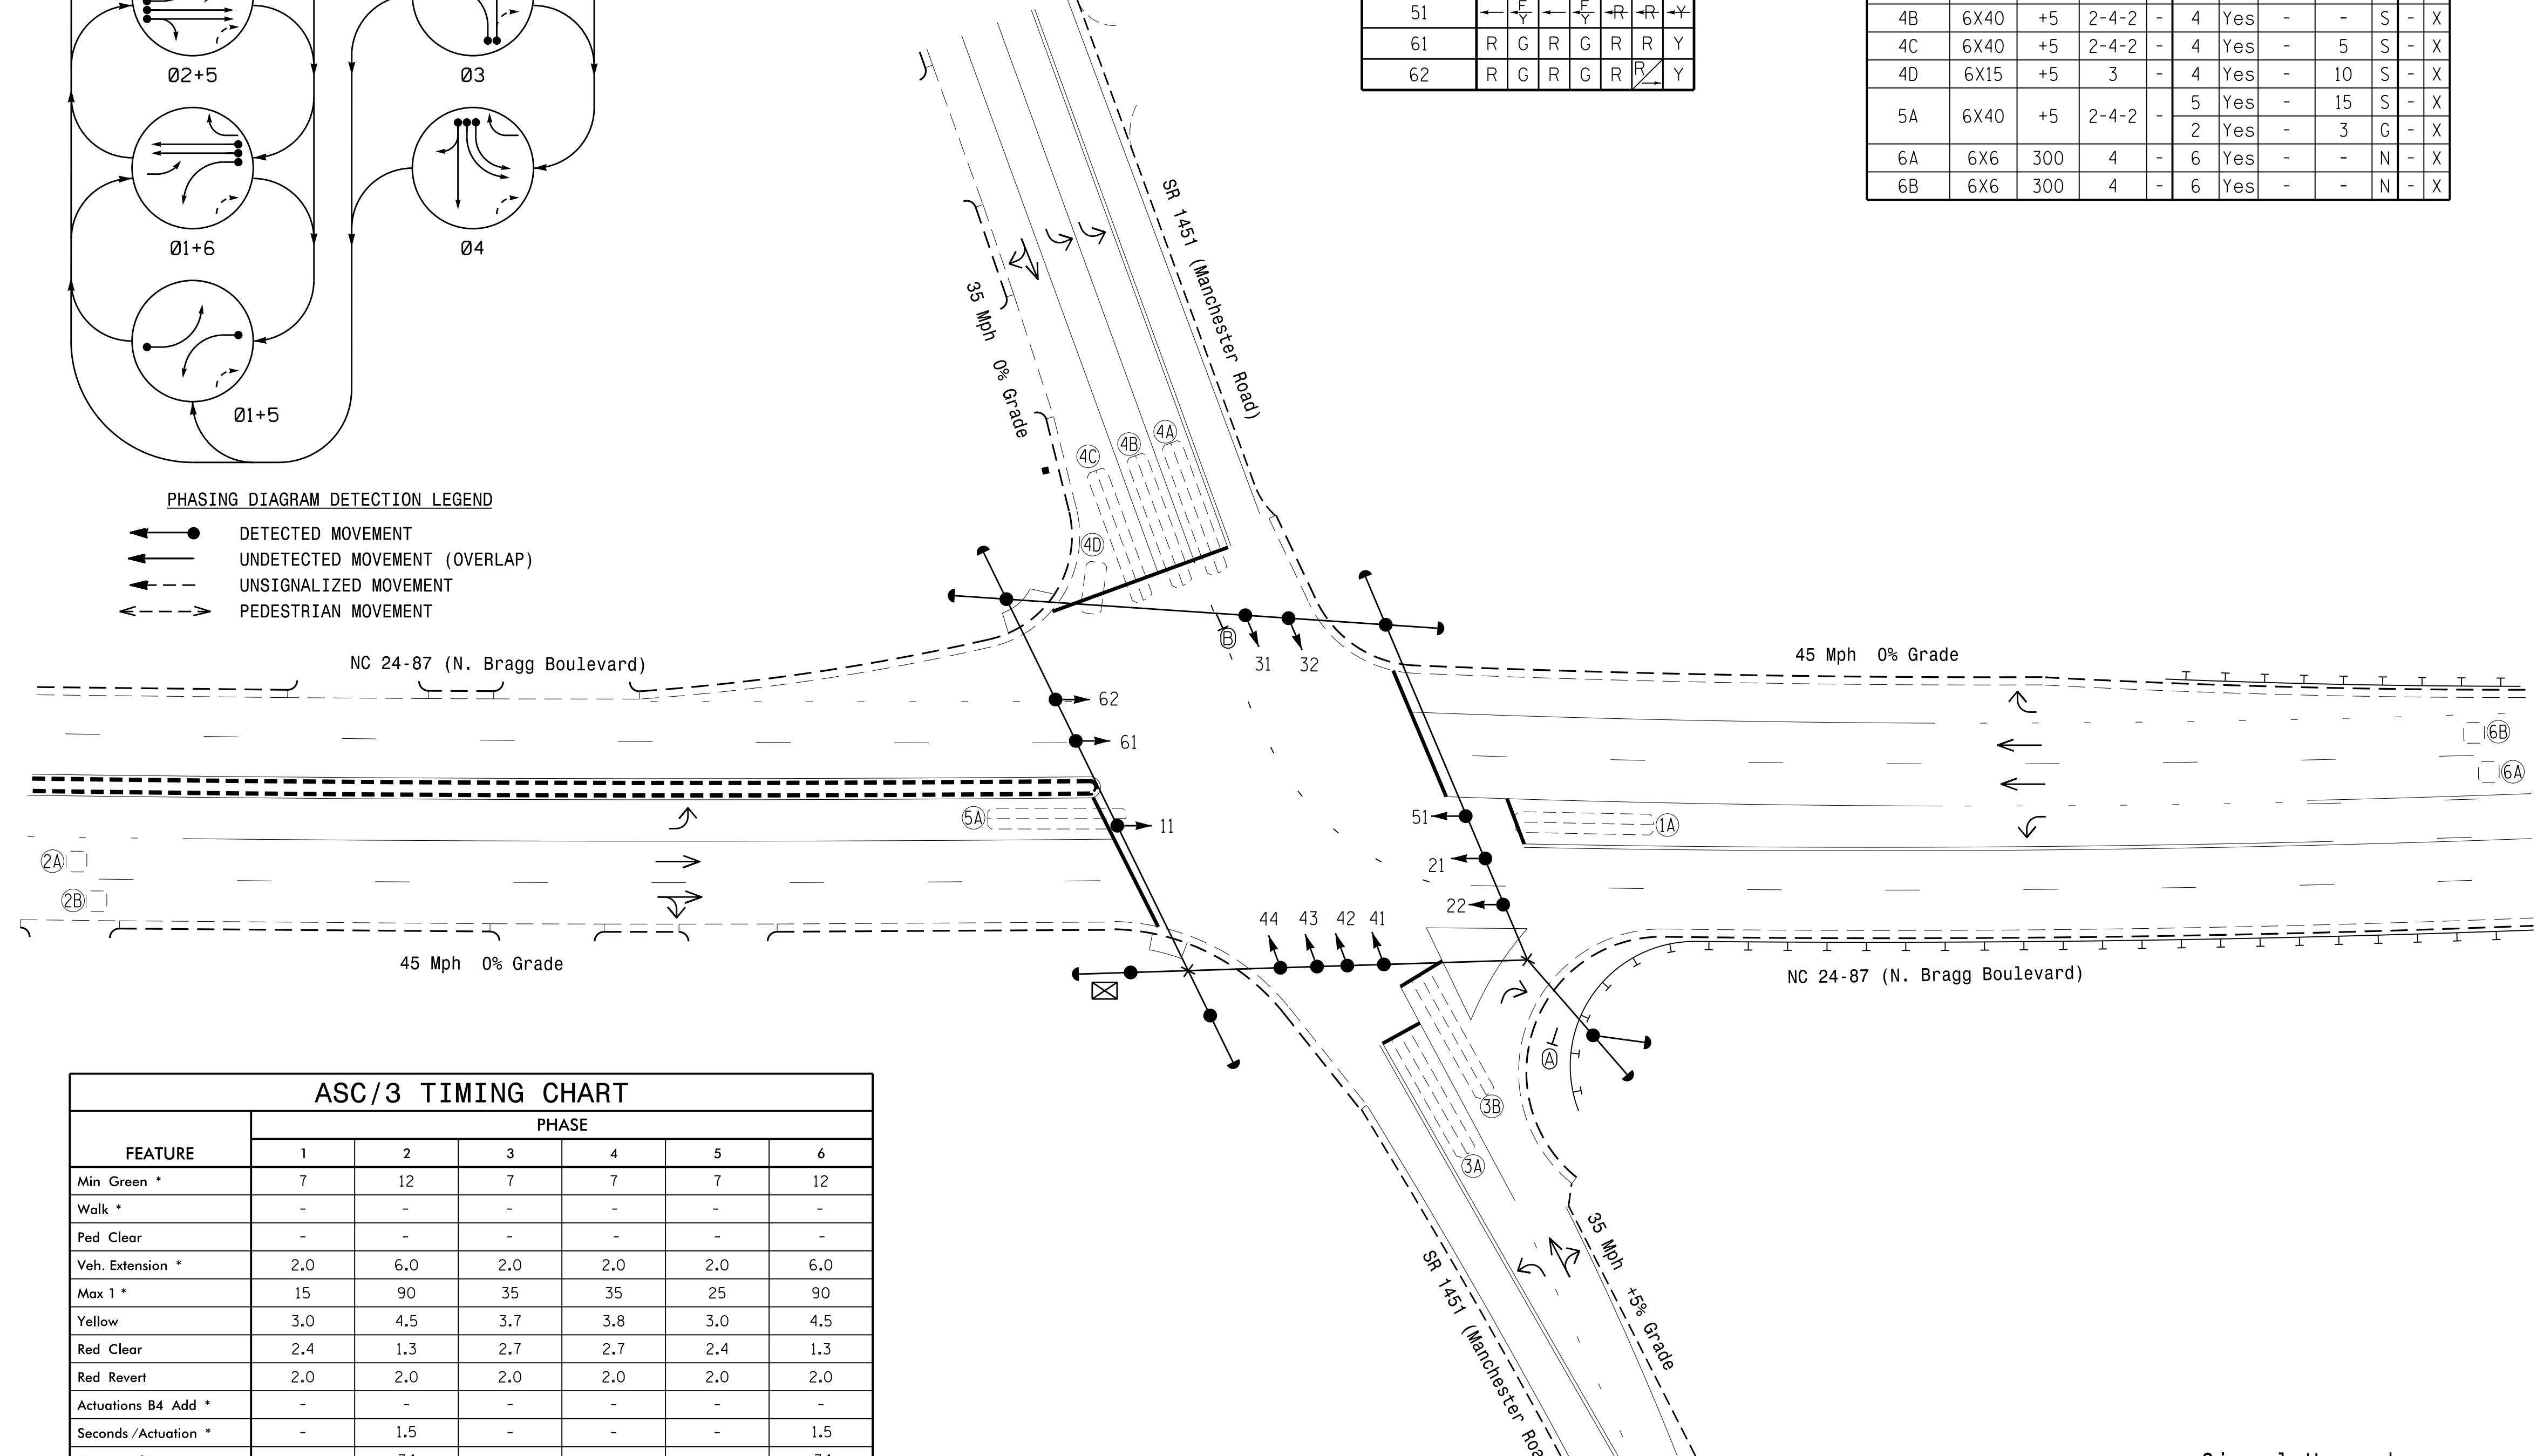 Ø2+5
Ø3
Ø1+6
Ø4
Ø1+5
PHASING DIAGRAM DETECTION LEGEND
DETECTED MOVEMENT
UNDETECTED MOVEMENT (OVERLAP)
UNSIGNALIZED MOVEMENT
PEDESTRIAN MOVEMENT
51 F Y F Y R R Y
61 R G R G R R Y
62 R G R G R R Y
4B 6X40 +5 2-4-2 - 4 Yes - - S - X
4C 6X40 +5 2-4-2 - 4 Yes - 5 S - X
4D 6X15 +5 3 - 4 Yes - 10 S - X
5A 6X40 +5 2-4-2 - 5 Yes - 15 S - X
2 Yes - 3 G - X
6A 6X6 300 4 - 6 Yes - - N - X
6B 6X6 300 4 - 6 Yes - - N - X
SR 1451 (Manchester Road)
35 Mph 0% Grade
4C
4B
4A
4D
B
31
32
NC 24-87 (N. Bragg Boulevard)
45 Mph 0% Grade
62
61
6B
6A
5A
11
51
1A
2A
21
2B
22
44
43
42
41
45 Mph 0% Grade
NC 24-87 (N. Bragg Boulevard)
A
3B
3A
35 Mph +5% Grade
SR 1451 (Manchester Roa
ASC/3 TIMING CHART
FEATURE
PHASE
1 2 3 4 5 6
Min Green * 7 12 7 7 7 12
Walk * - - - - - -
Ped Clear - - - - - -
Veh. Extension * 2.0 6.0 2.0 2.0 2.0 6.0
Max 1 * 15 90 35 35 25 90
Yellow 3.0 4.5 3.7 3.8 3.0 4.5
Red Clear 2.4 1.3 2.7 2.7 2.4 1.3
Red Revert 2.0 2.0 2.0 2.0 2.0 2.0
Actuations B4 Add * - - - - - -
Seconds /Actuation * - 1.5 - - - 1.5